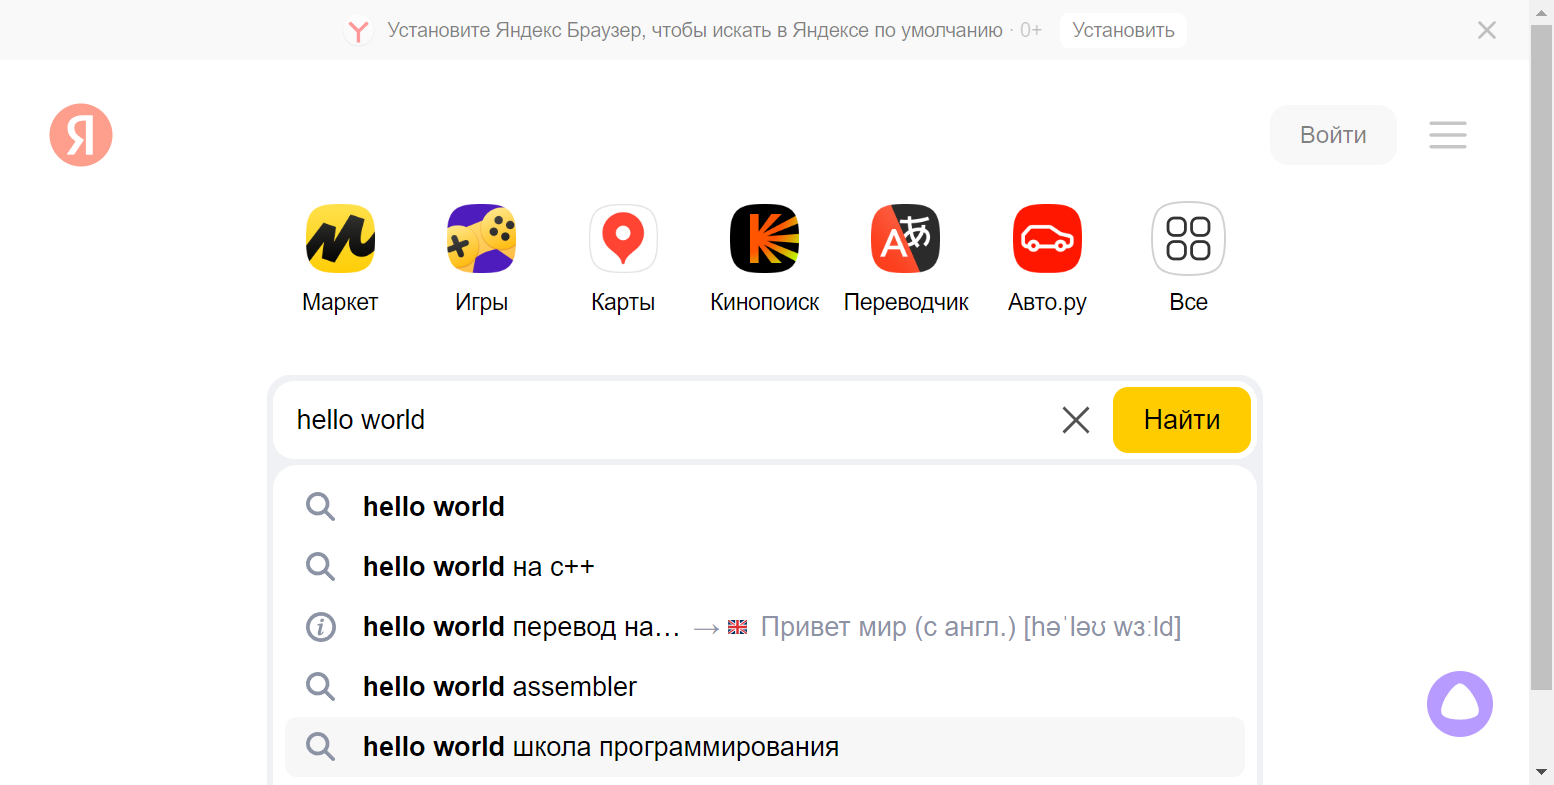 Установите Яндекс Браузер, чтобы искать в Яндексе по умолчанию · 0+ Установить
Я Войти
Маркет Игры Карты Кинопоиск Переводчик Авто.ру Все
hello world Найти
hello world
hello world на c++
hello world перевод на… → Привет мир (с англ.) [həˈləʊ wɜːld]
hello world assembler
hello world школа программирования